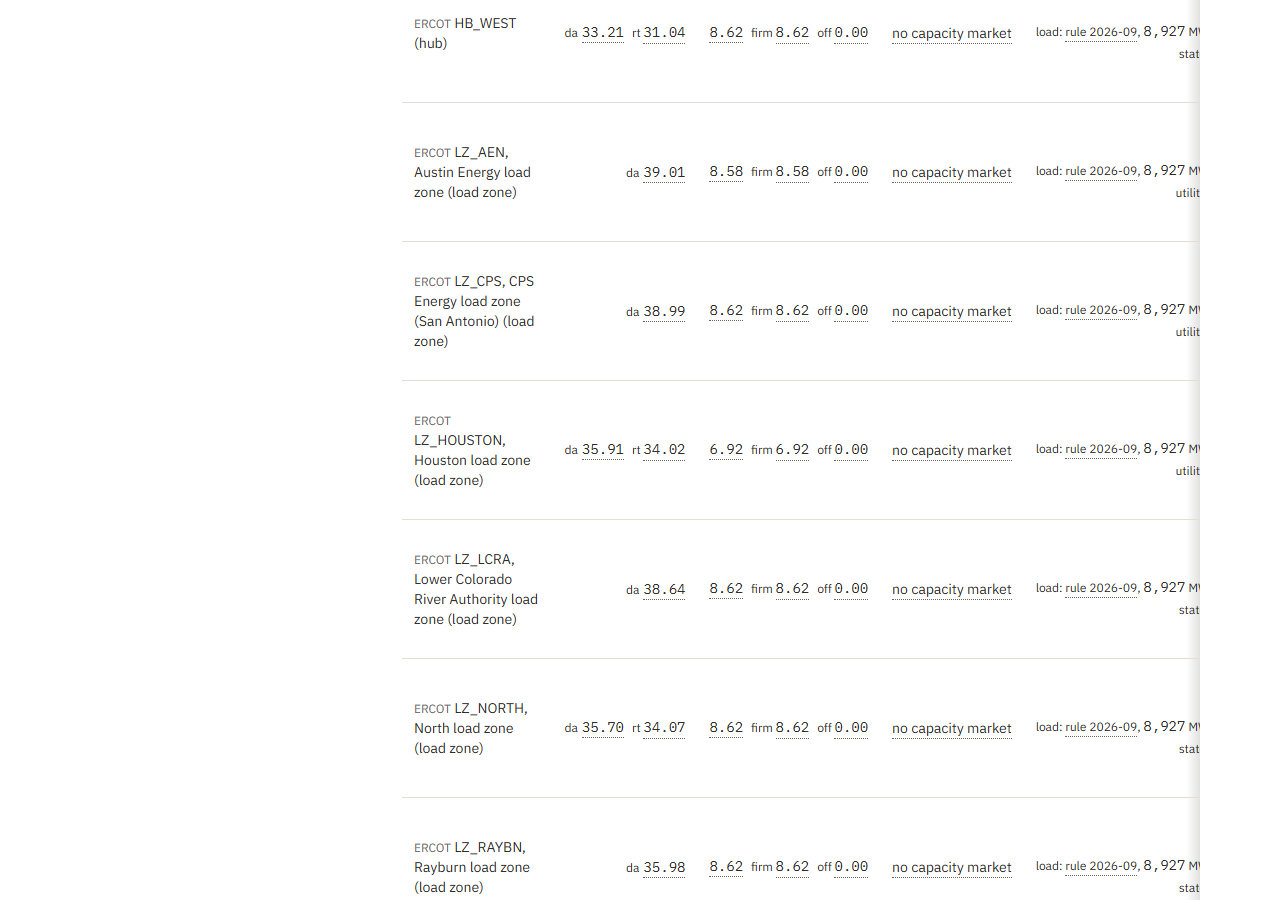 ERCOT HB_WEST
(hub)
da 33.21 rt 31.04 8.62 firm 8.62 off 0.00 no capacity market load: rule 2026-09, 8,927
ERCOT LZ_AEN,
Austin Energy load
zone (load zone)
da 39.01 8.58 firm 8.58 off 0.00 no capacity market load: rule 2026-09, 8,927
ERCOT LZ_CPS, CPS
Energy load zone
(San Antonio) (load
zone)
da 38.99 8.62 firm 8.62 off 0.00 no capacity market load: rule 2026-09, 8,927
ERCOT
LZ_HOUSTON,
Houston load zone
(load zone)
da 35.91 rt 34.02 6.92 firm 6.92 off 0.00 no capacity market load: rule 2026-09, 8,927
ERCOT LZ_LCRA,
Lower Colorado
River Authority load
zone (load zone)
da 38.64 8.62 firm 8.62 off 0.00 no capacity market load: rule 2026-09, 8,927
ERCOT LZ_NORTH,
North load zone
(load zone)
da 35.70 rt 34.07 8.62 firm 8.62 off 0.00 no capacity market load: rule 2026-09, 8,927
ERCOT LZ_RAYBN,
Rayburn load zone
(load zone)
da 35.98 8.62 firm 8.62 off 0.00 no capacity market load: rule 2026-09, 8,927